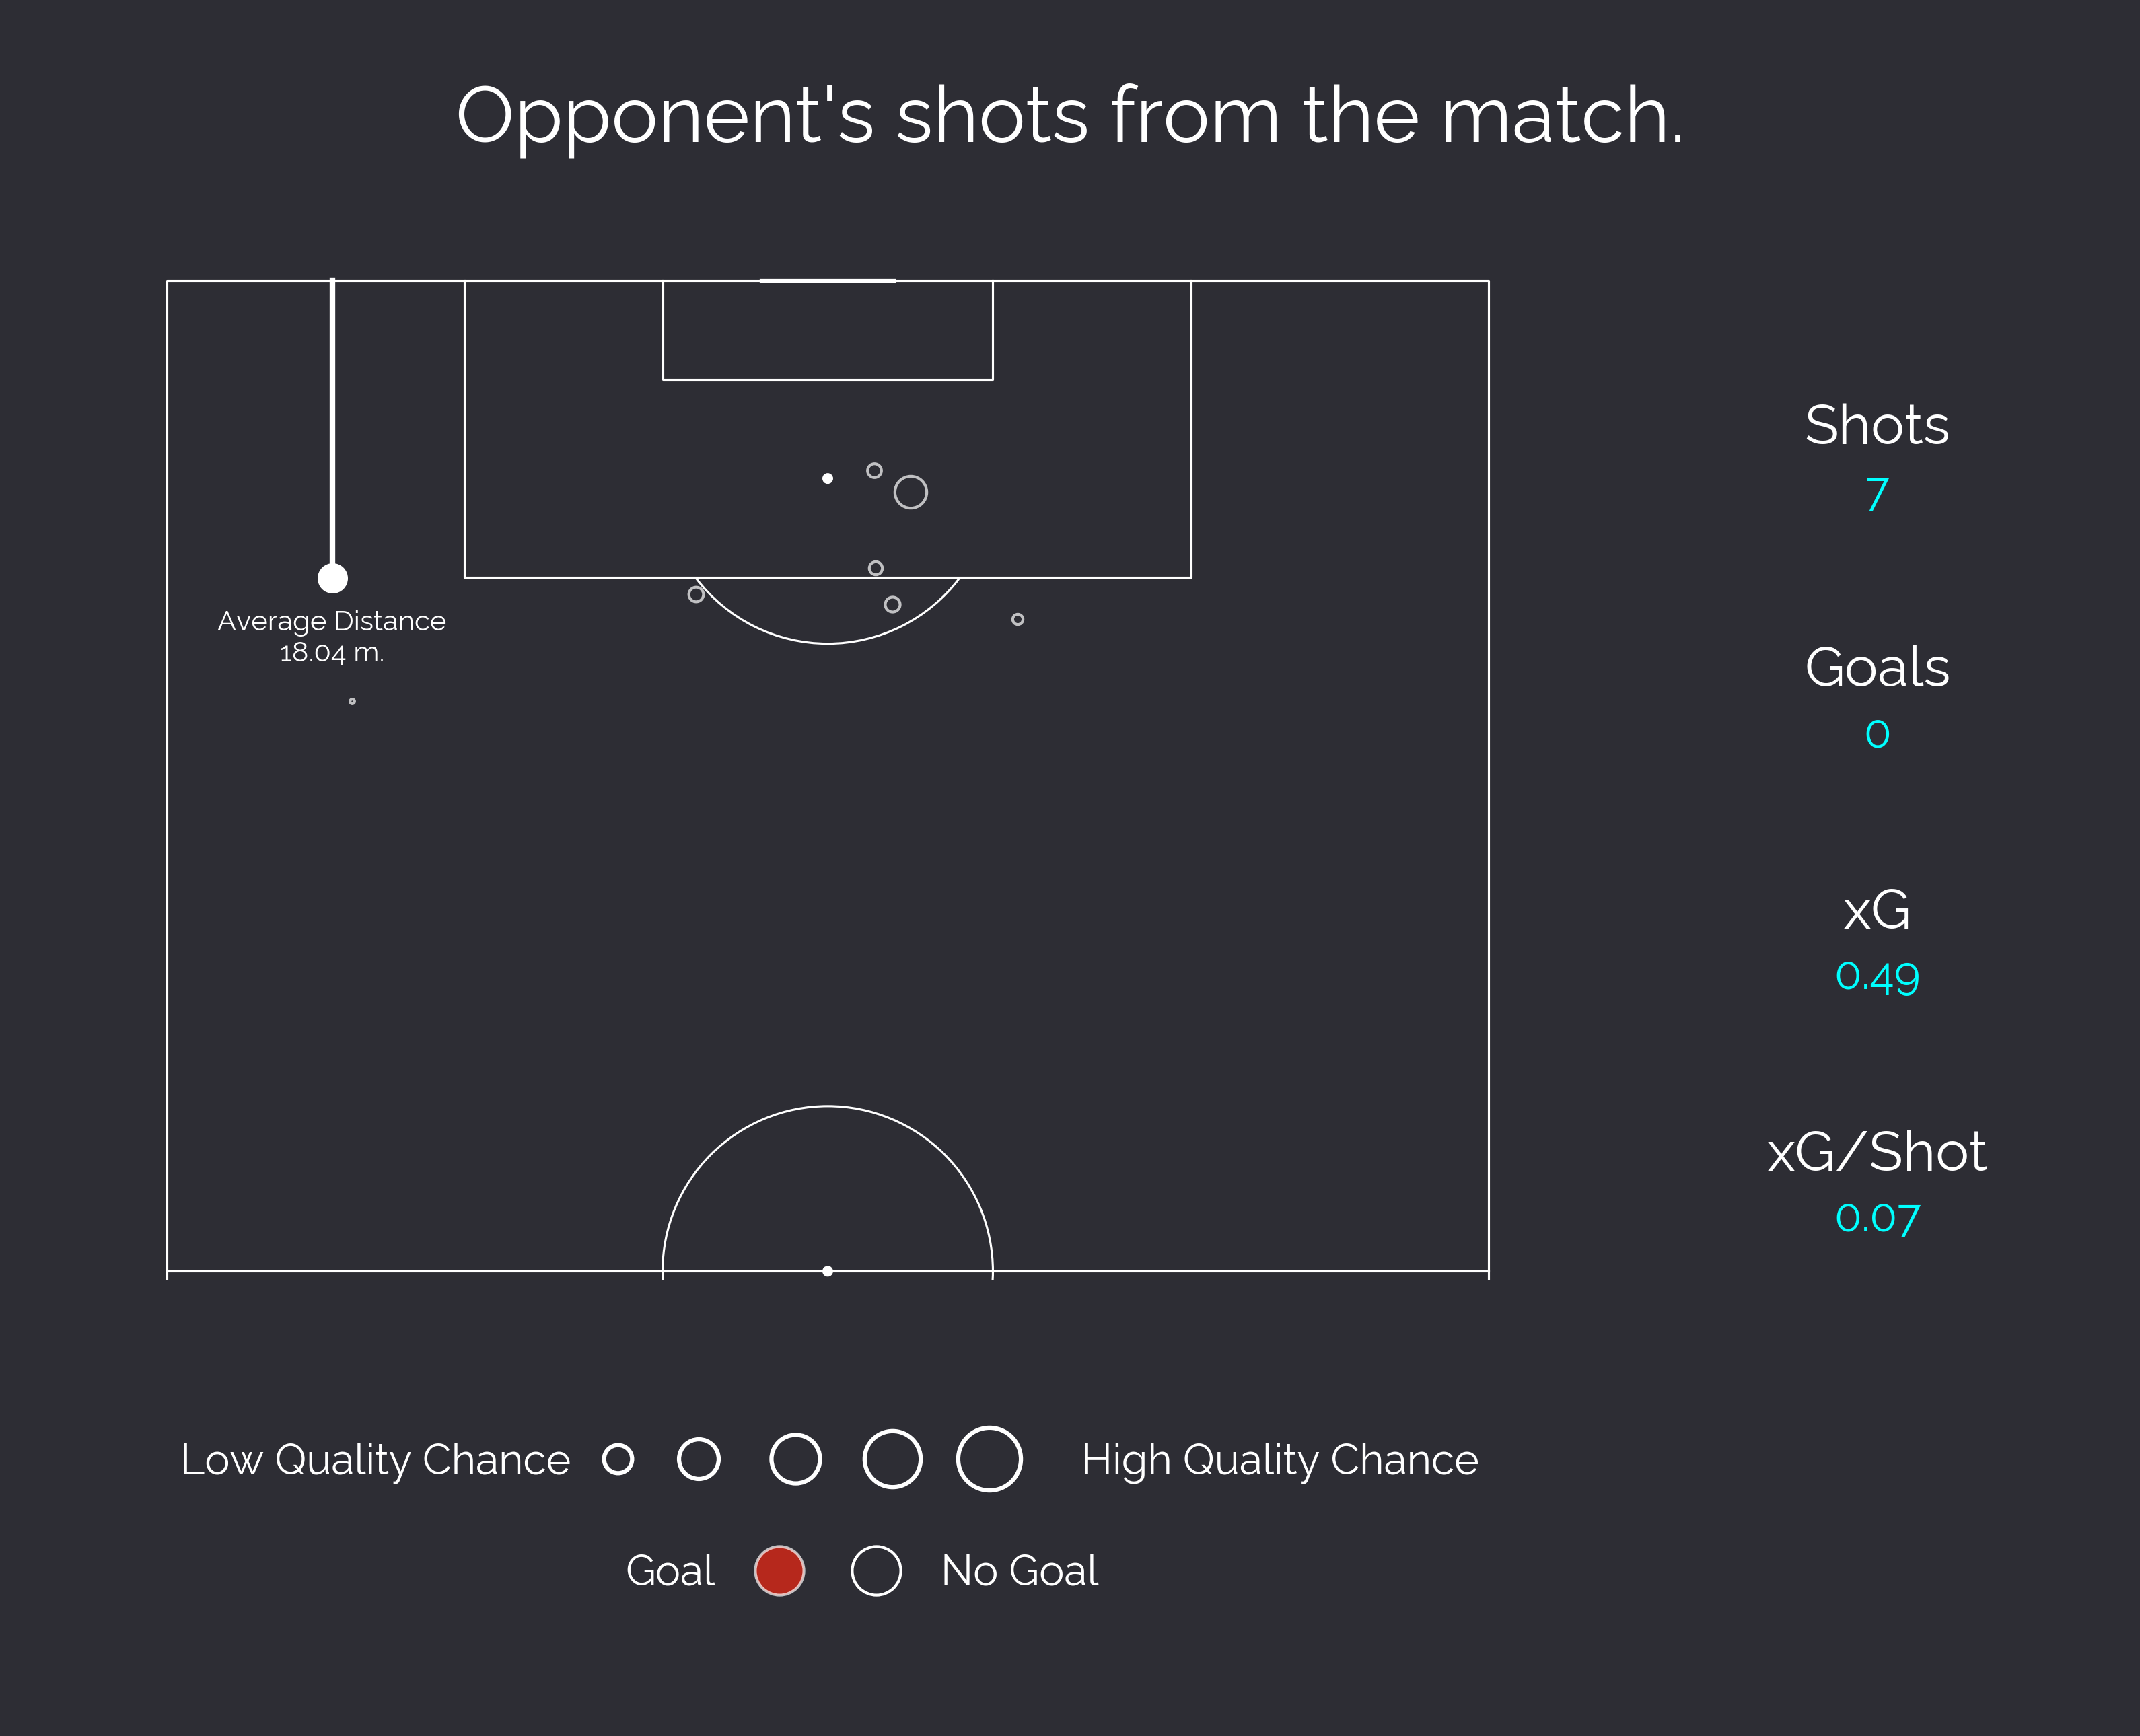 Opponent's shots from the match.
Average Distance
18.04 m.
Shots
7
Goals
0
xG
0.49
xG/Shot
0.07
Low Quality Chance
High Quality Chance
Goal
No Goal